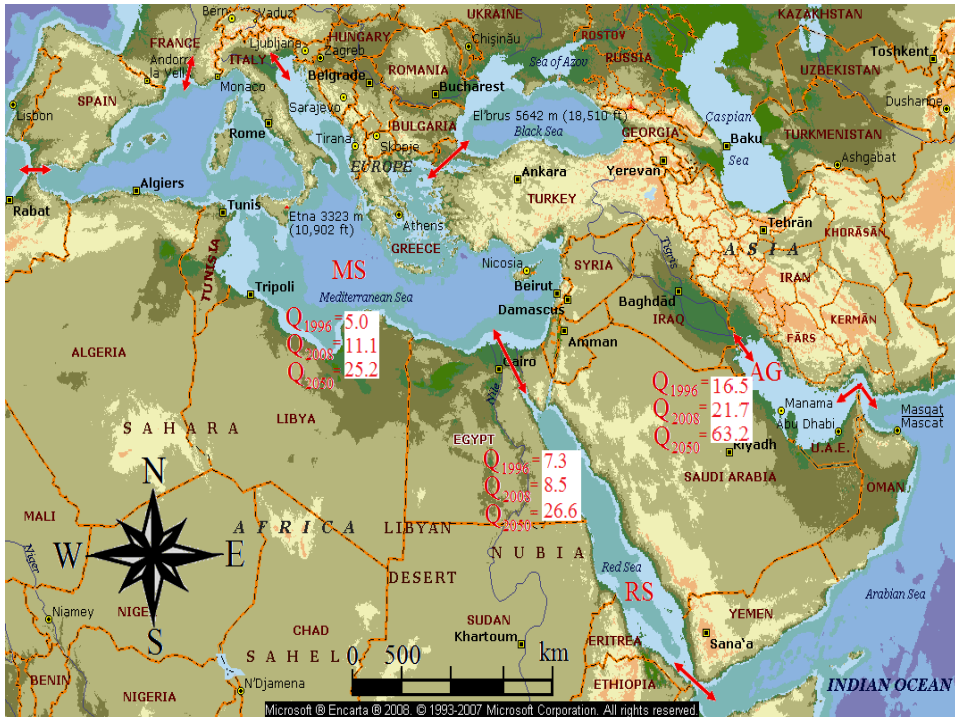 Bern
Vaduz
UKRAINE
KAZAKHSTAN
FRANCE
Ljubljana
HUNGARY
Zagreb
Chişinău
ROSTOV
Toshkent
Andorra
la Vella
ITALY
Sea of Azov
RUSSIA
UZBEKISTAN
Monaco
Belgrade
ROMANIA
Bucharest
SPAIN
Sarajevo
El'brus 5642 m (18,510 ft)
Caspian
Sea
Dushanbe
Lisbon
Rome
Tirana
BULGARIA
Skopje
Black Sea
GEORGIA
Baku
TURKMENISTAN
EUROPE
Ankara
Yerevan
Ashgabat
Algiers
TURKEY
Rabat
Tunis
Etna 3323 m
(10,902 ft)
Athens
GREECE
Tehrān
KHORĀSĀN
TUNISIA
MS
Nicosia
SYRIA
Tigris
A S I A
IRAN
Mediterranean Sea
Beirut
Baghdād
Tripoli
Damascus
IRAQ
KERMĀN
Q1996 = 5.0
Q2008 = 11.1
Q2050 = 25.2
Amman
FĀRS
ALGERIA
Cairo
AG
Nile
Q1996 = 16.5
Q2008 = 21.7
Q2050 = 63.2
Manama
Abu Dhabi
Masqat
Mascat
LIBYA
S A H A R A
EGYPT
Riyadh
U.A.E.
SAUDI ARABIA
OMAN
Q1996 = 7.3
Q2008 = 8.5
Q2050 = 26.6
N
W
E
S
MALI
A F R I C A
LIBYAN
DESERT
N U B I A
Niger
Red Sea
RS
Arabian Sea
Niamey
NIGE
CHAD
SUDAN
Khartoum
YEMEN
Sana'a
ERITREA
S A H E L
0 500 km
BENIN
NIGERIA
N'Djamena
ETHIOPIA
INDIAN OCEAN
Microsoft ® Encarta ® 2008. © 1993-2007 Microsoft Corporation. All rights reserved.